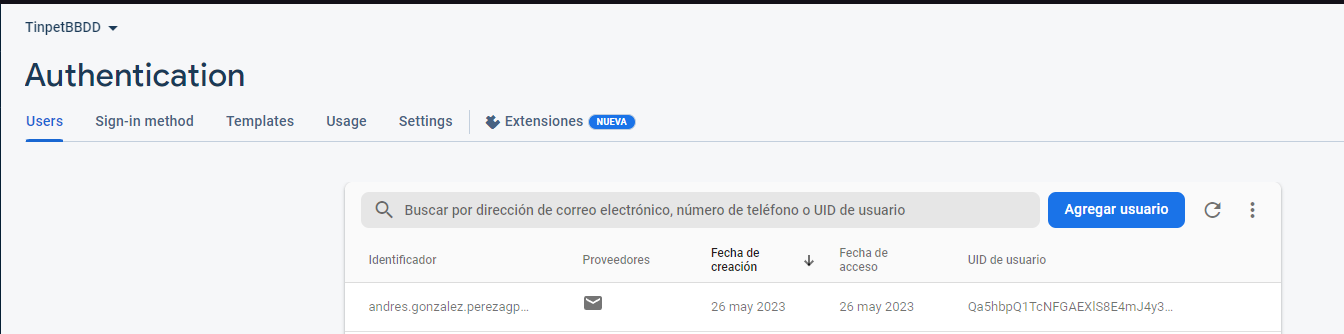 TinpetBBDD
Authentication
Users Sign-in method Templates Usage Settings Extensiones NUEVA
Buscar por dirección de correo electrónico, número de teléfono o UID de usuario Agregar usuario
Identificador Proveedores Fecha de creación Fecha de acceso UID de usuario
andres.gonzalez.perezagp... 26 may 2023 26 may 2023 Qa5hbpQ1TcNFGAEXlS8E4mJ4y3...